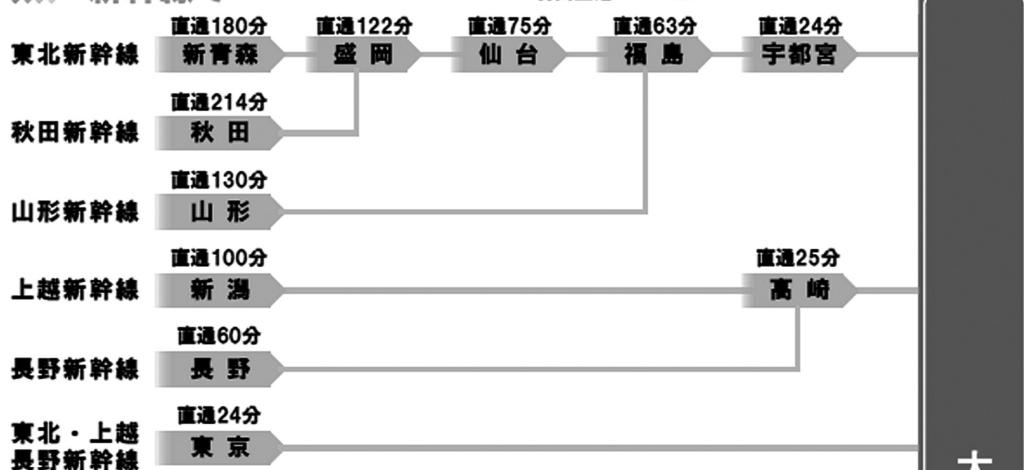 直通180分 直通122分 直通75分 直通63分 直通24分
東北新幹線 新青森 盛岡 仙台 福島 宇都宮
直通214分
秋田新幹線 秋田
直通130分
山形新幹線 山形
直通100分 直通25分
上越新幹線 新潟 高崎
直通60分
長野新幹線 長野
直通24分
東北・上越
長野新幹線 東京